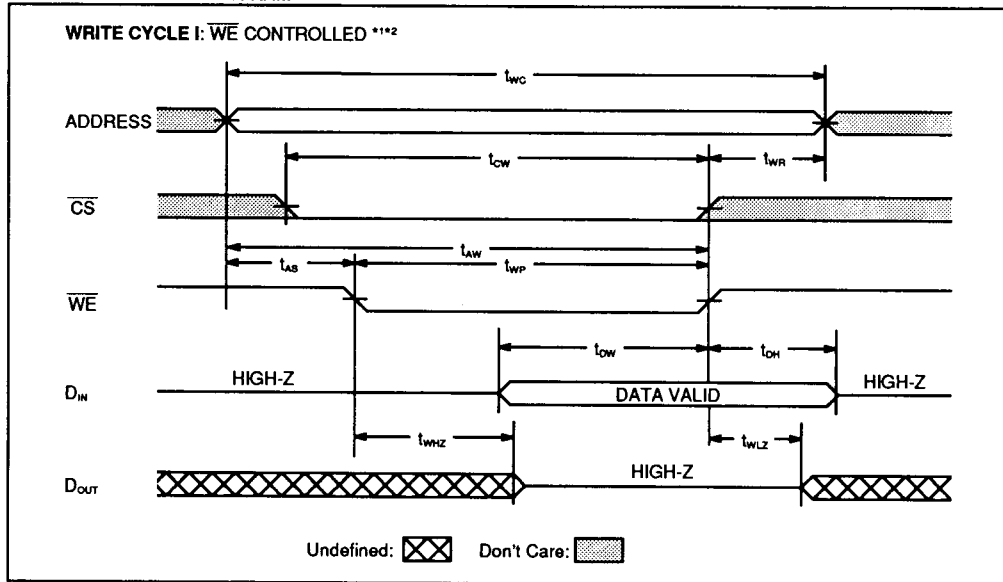 WRITE CYCLE I: WE CONTROLLED *1*2
tWC
ADDRESS
tCW
tWR
CS
tAW
tAS
tWP
WE
tDW
tDH
DIN
HIGH-Z
DATA VALID
HIGH-Z
tWHZ
tWLZ
DOUT
HIGH-Z
Undefined:
Don't Care: